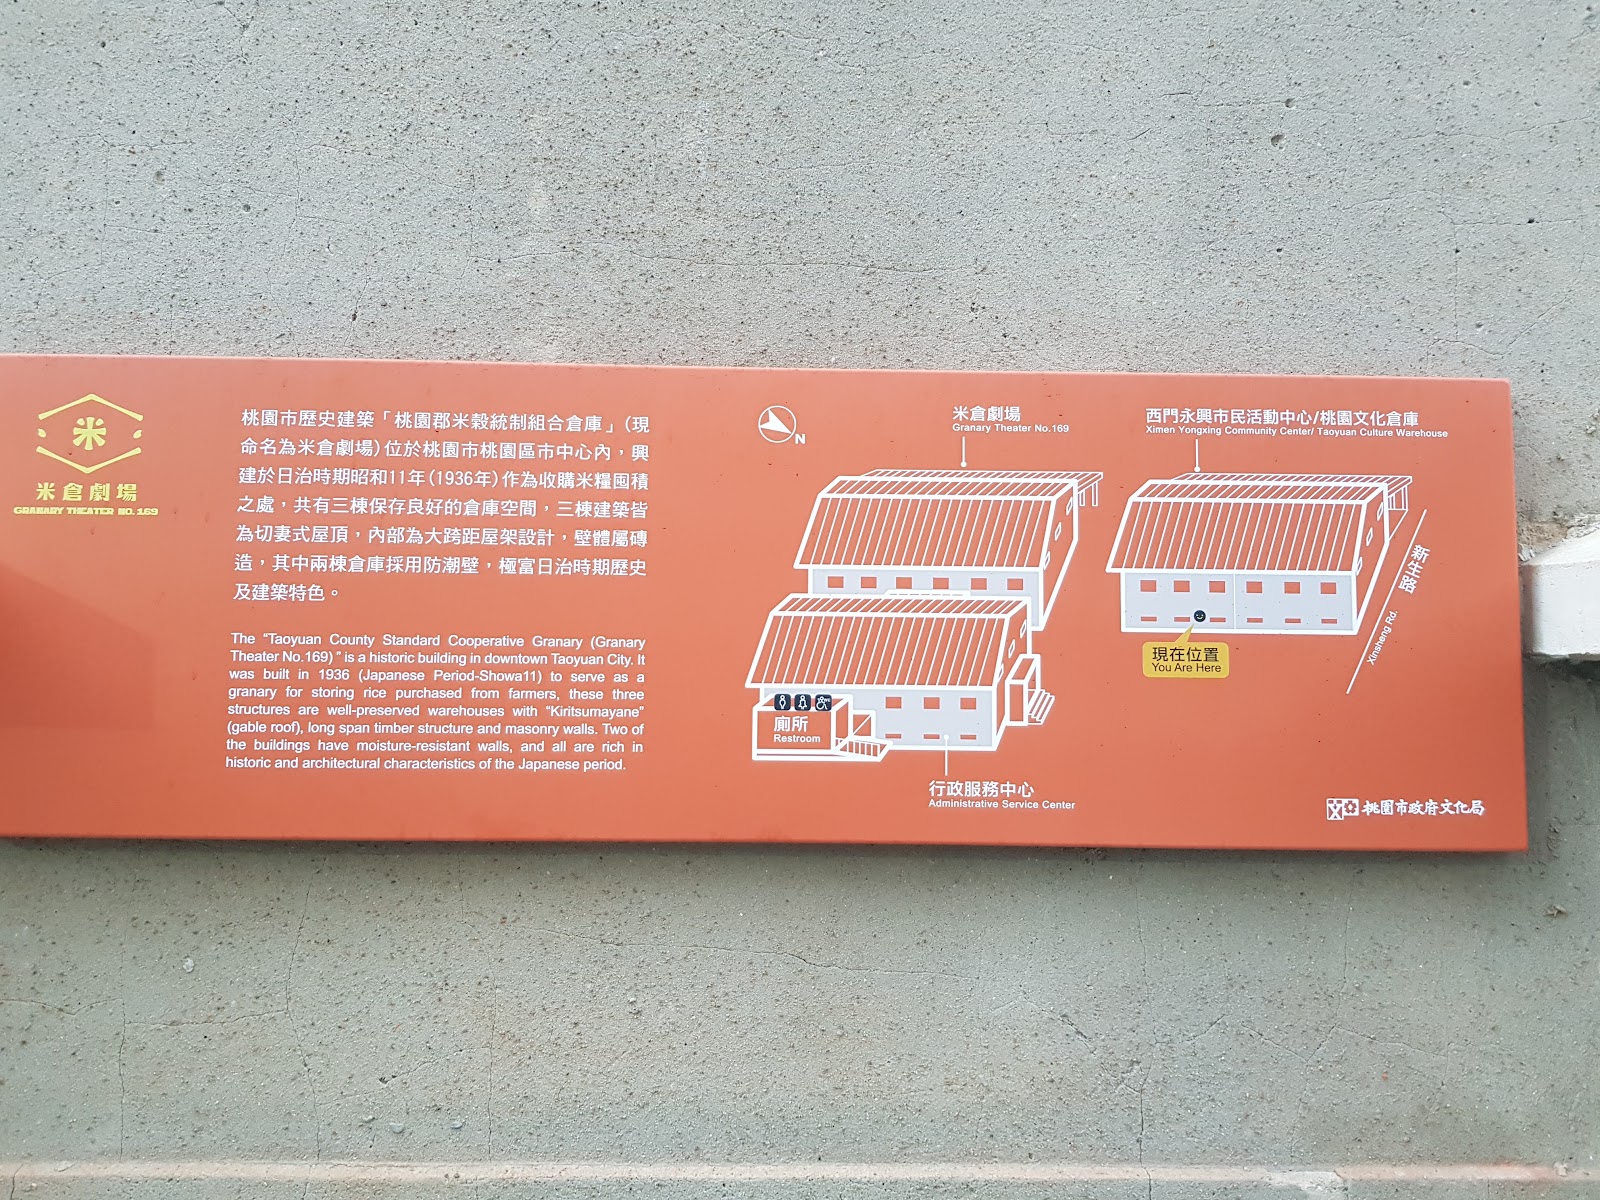 米倉劇場
GRANARY THEATER NO.169
桃園市歷史建築「桃園郡米穀統制組合倉庫」(現
命名為米倉劇場)位於桃園市桃園區市中心內，興
建於日治時期昭和11年(1936年)作為收購米糧囤積
之處，共有三棟保存良好的倉庫空間，三棟建築皆
為切妻式屋頂，內部為大跨距屋架設計，壁體屬磚
造，其中兩棟倉庫採用防潮壁，極富日治時期歷史
及建築特色。
The “Taoyuan County Standard Cooperative Granary (Granary
Theater No.169) ” is a historic building in downtown Taoyuan City. It
was built in 1936 (Japanese Period-Showa11) to serve as a
granary for storing rice purchased from farmers, these three
structures are well-preserved warehouses with “Kiritsumayane”
(gable roof), long span timber structure and masonry walls. Two of
the buildings have moisture-resistant walls, and all are rich in
historic and architectural characteristics of the Japanese period.
N
米倉劇場
Granary Theater No.169
西門永興市民活動中心/桃園文化倉庫
Ximen Yongxing Community Center/ Taoyuan Culture Warehouse
新生路
Xinsheng Rd.
現在位置
You Are Here
廁所
Restroom
行政服務中心
Administrative Service Center
桃園市政府文化局